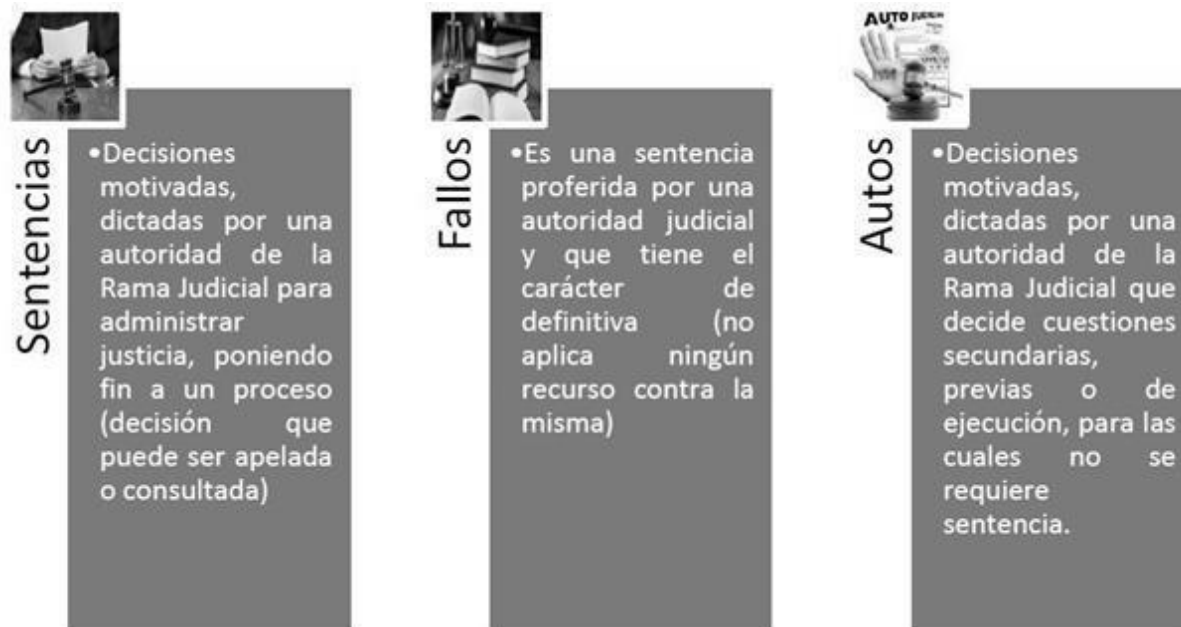 Sentencias
•Decisiones
motivadas,
dictadas por una
autoridad de la
Rama Judicial para
administrar
justicia, poniendo
fin a un proceso
(decisión que
puede ser apelada
o consultada)
Fallos
•Es una sentencia
proferida por una
autoridad judicial
y que tiene el
carácter de
definitiva (no
aplica ningún
recurso contra la
misma)
AUTO
Autos
•Decisiones
motivadas,
dictadas por una
autoridad de la
Rama Judicial que
decide cuestiones
secundarias,
previas o de
ejecución, para las
cuales no se
requiere
sentencia.